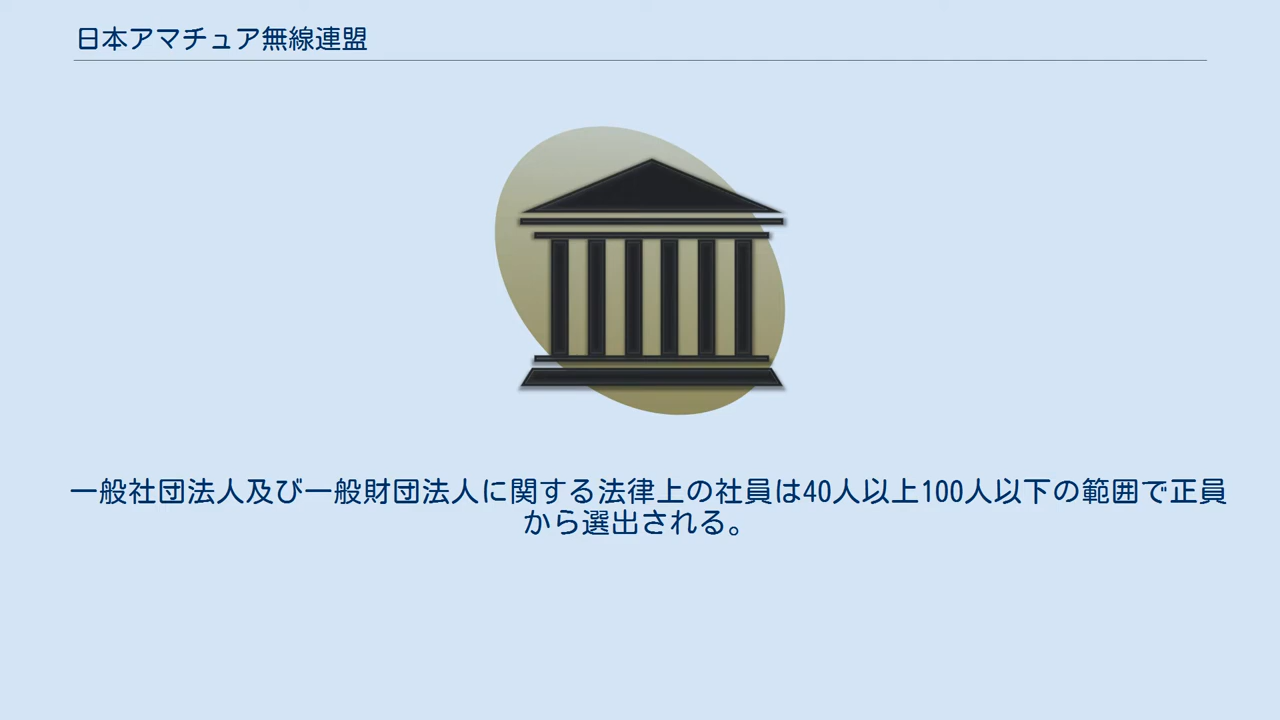 日本アマチュア無線連盟
一般社団法人及び一般財団法人に関する法律上の社員は40人以上100人以下の範囲で正員
から選出される。